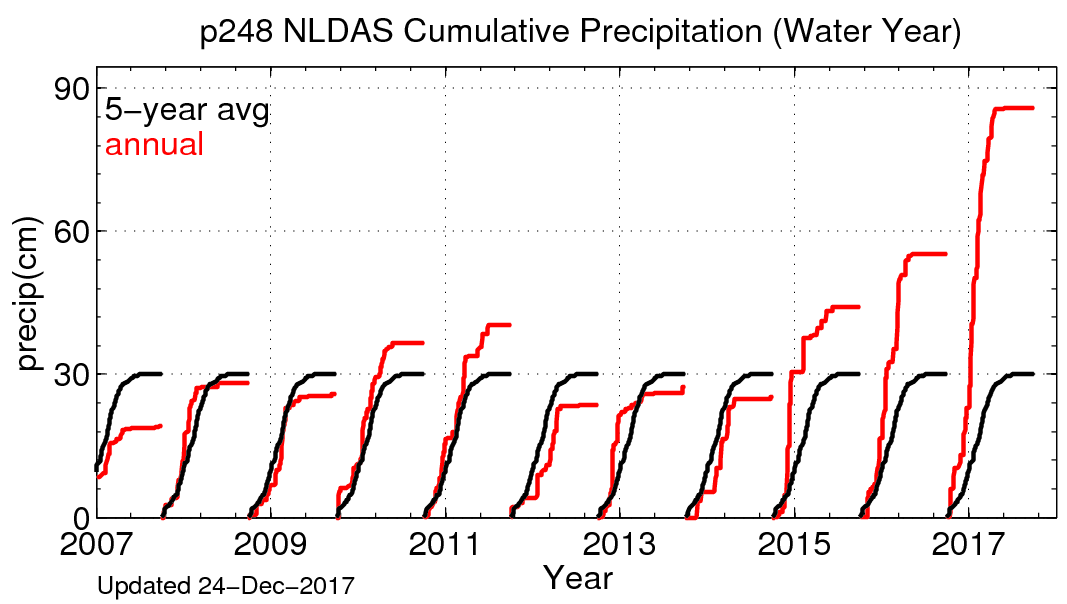 p248 NLDAS Cumulative Precipitation (Water Year)
90
5−year avg
annual
60
precip(cm)
30
0
2007 2009 2011 2013 2015 2017
Year
Updated 24−Dec−2017